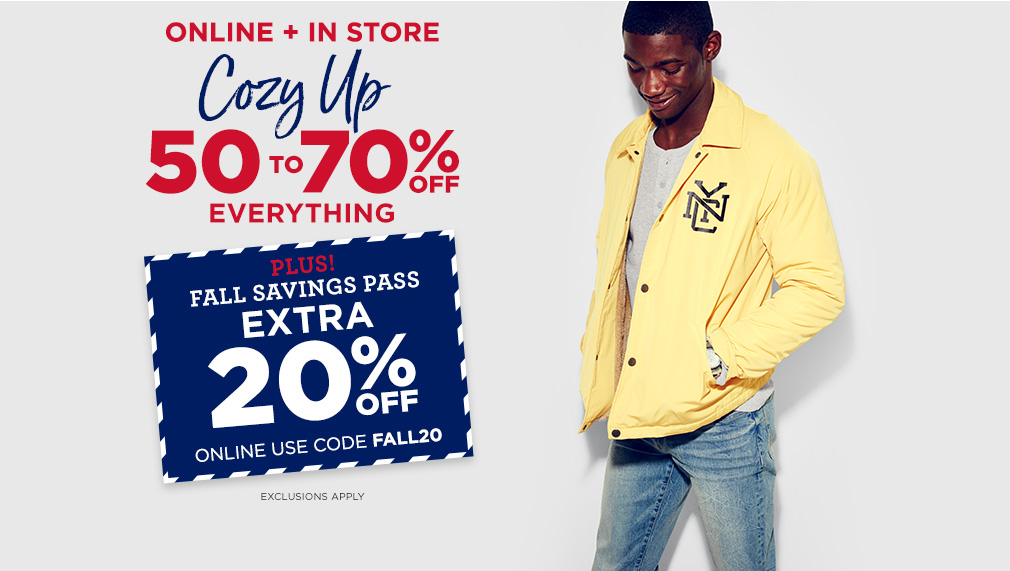 ONLINE + IN STORE
Cozy Up
50 TO 70% OFF
EVERYTHING
PLUS!
FALL SAVINGS PASS
EXTRA
20% OFF
ONLINE USE CODE FALL20
EXCLUSIONS APPLY
NYC